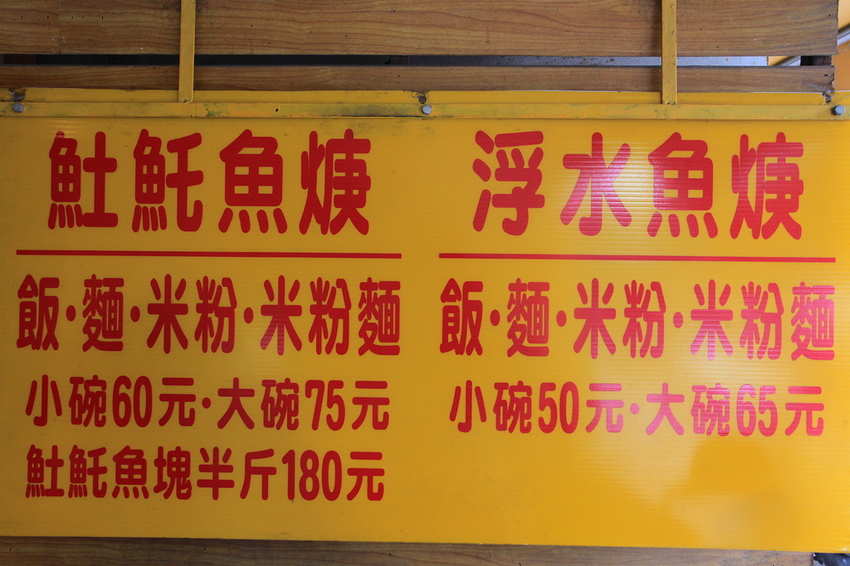 魠魠魚焿
飯·麵·米粉·米粉麵
小碗60元·大碗75元
魠魠魚塊半斤180元
浮水魚焿
飯·麵·米粉·米粉麵
小碗50元·大碗65元